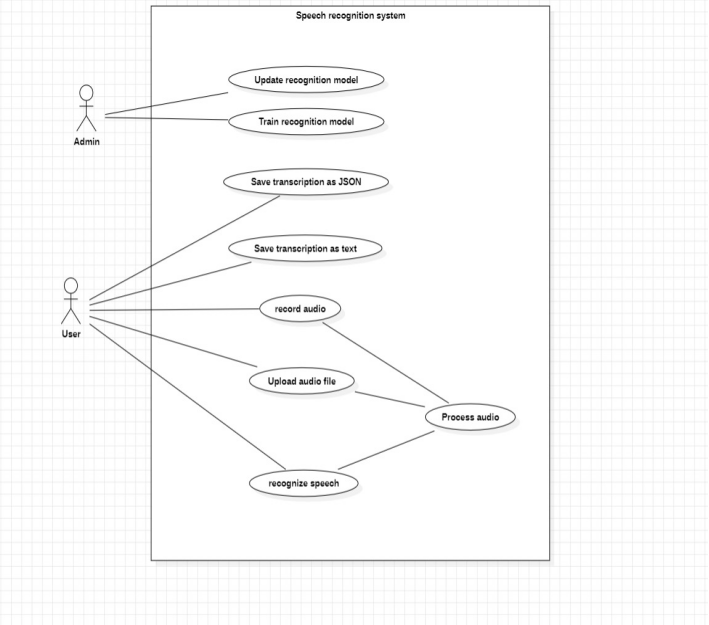 Speech recognition system
Update recognition model
Train recognition model
Admin
Save transcription as JSON
Save transcription as text
record audio
User
Upload audio file
Process audio
recognize speech